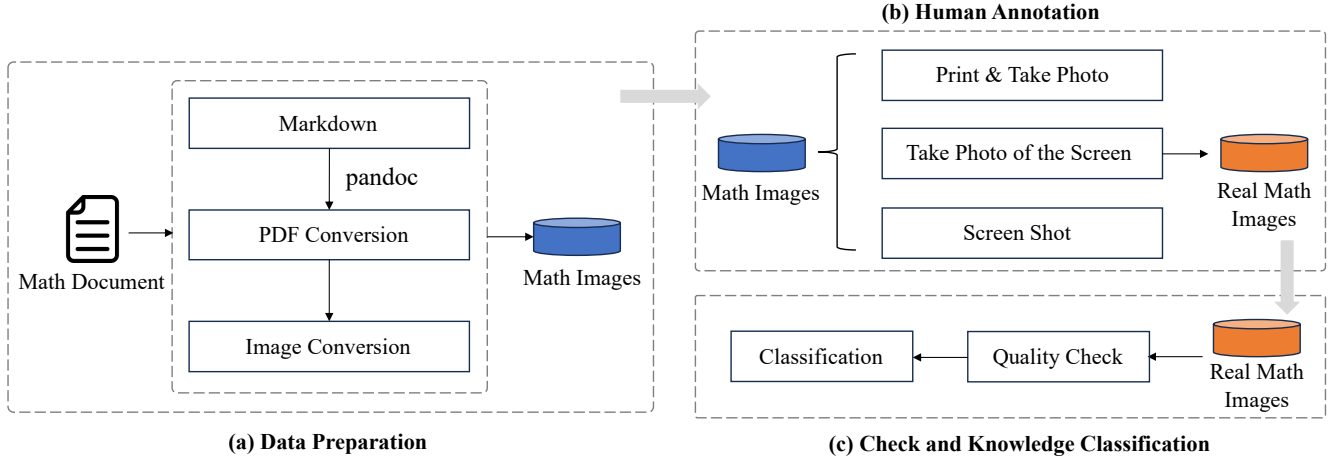 Math Document
Markdown
pandoc
PDF Conversion
Image Conversion
Math Images
(a) Data Preparation
(b) Human Annotation
Math Images
Print & Take Photo
Take Photo of the Screen
Screen Shot
Real Math
Images
Classification
Quality Check
Real Math
Images
(c) Check and Knowledge Classification